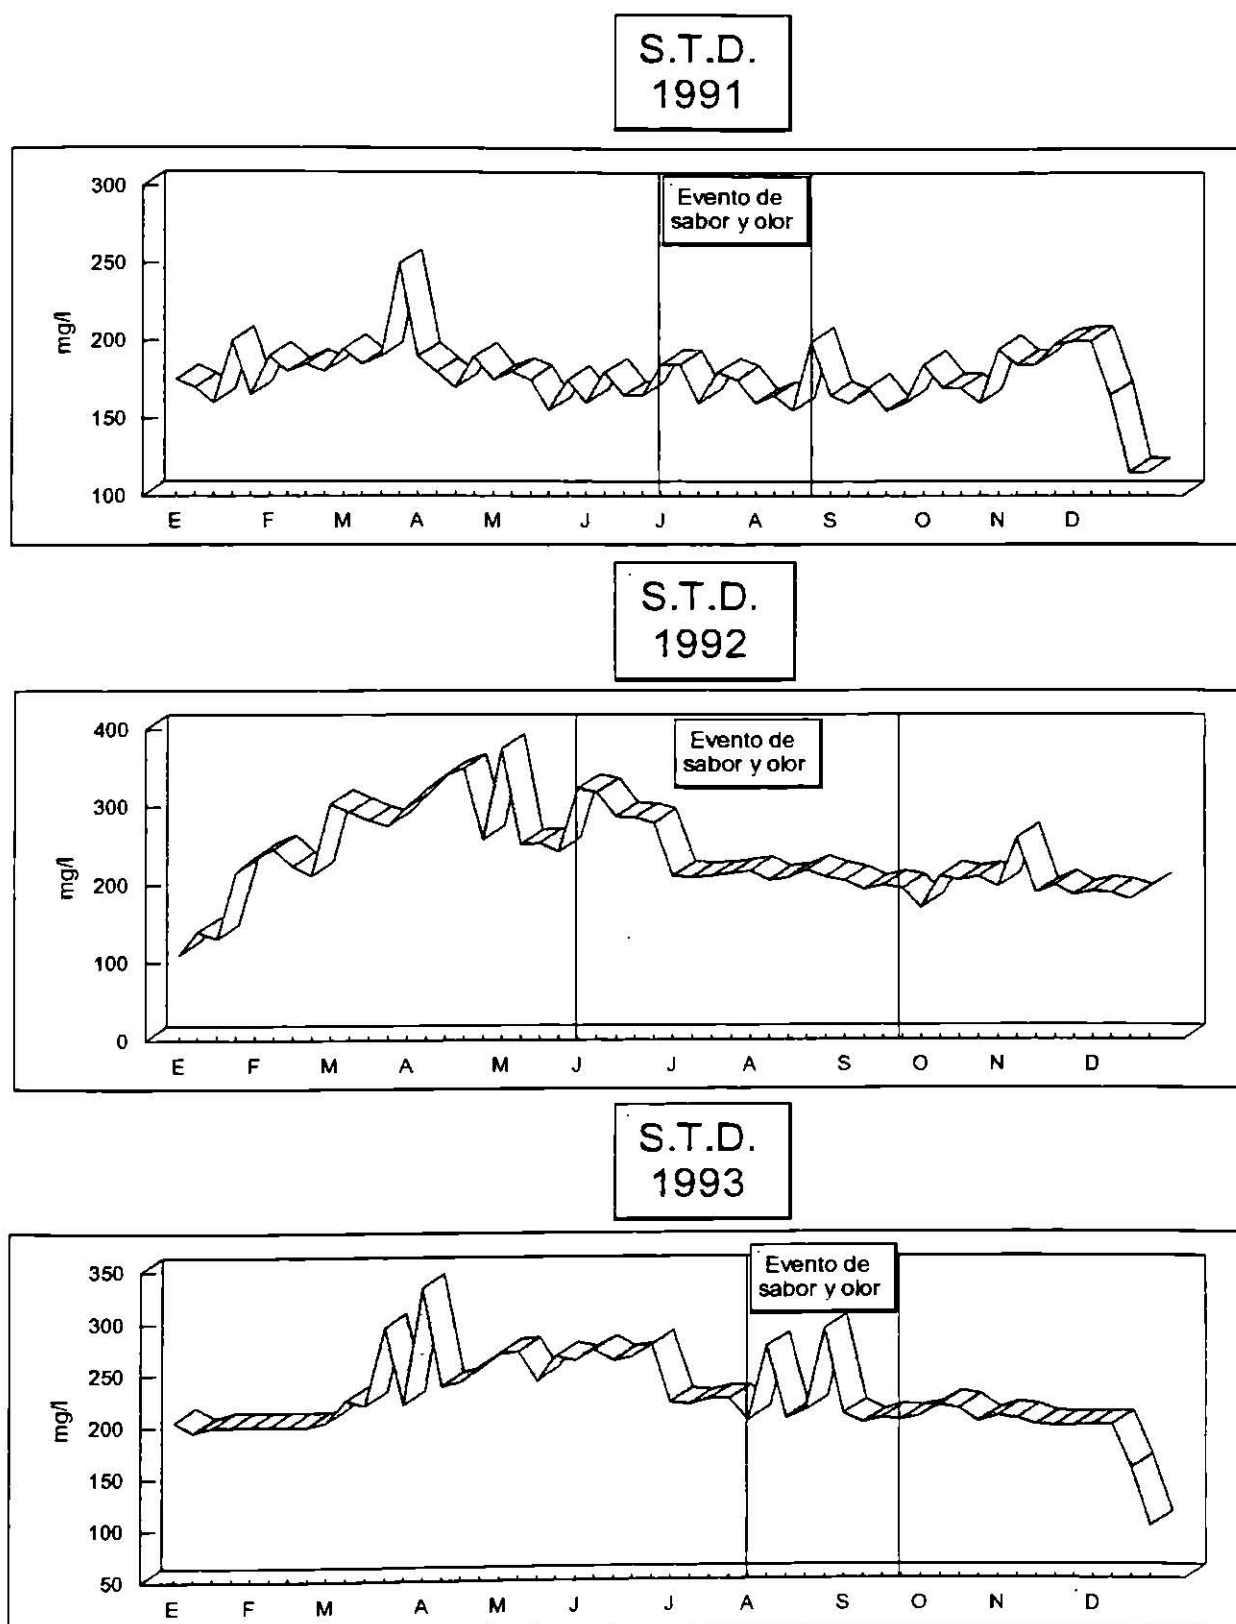 S.T.D.
1991
300
250
200
150
100
mg/l
Evento de
sabor y olor
E F M A M J J A S O N D
S.T.D.
1992
400
300
200
100
0
mg/l
Evento de
sabor y olor
E F M A M J J A S O N D
S.T.D.
1993
350
300
250
200
150
100
50
mg/l
Evento de
sabor y olor
E F M A M J J A S O N D